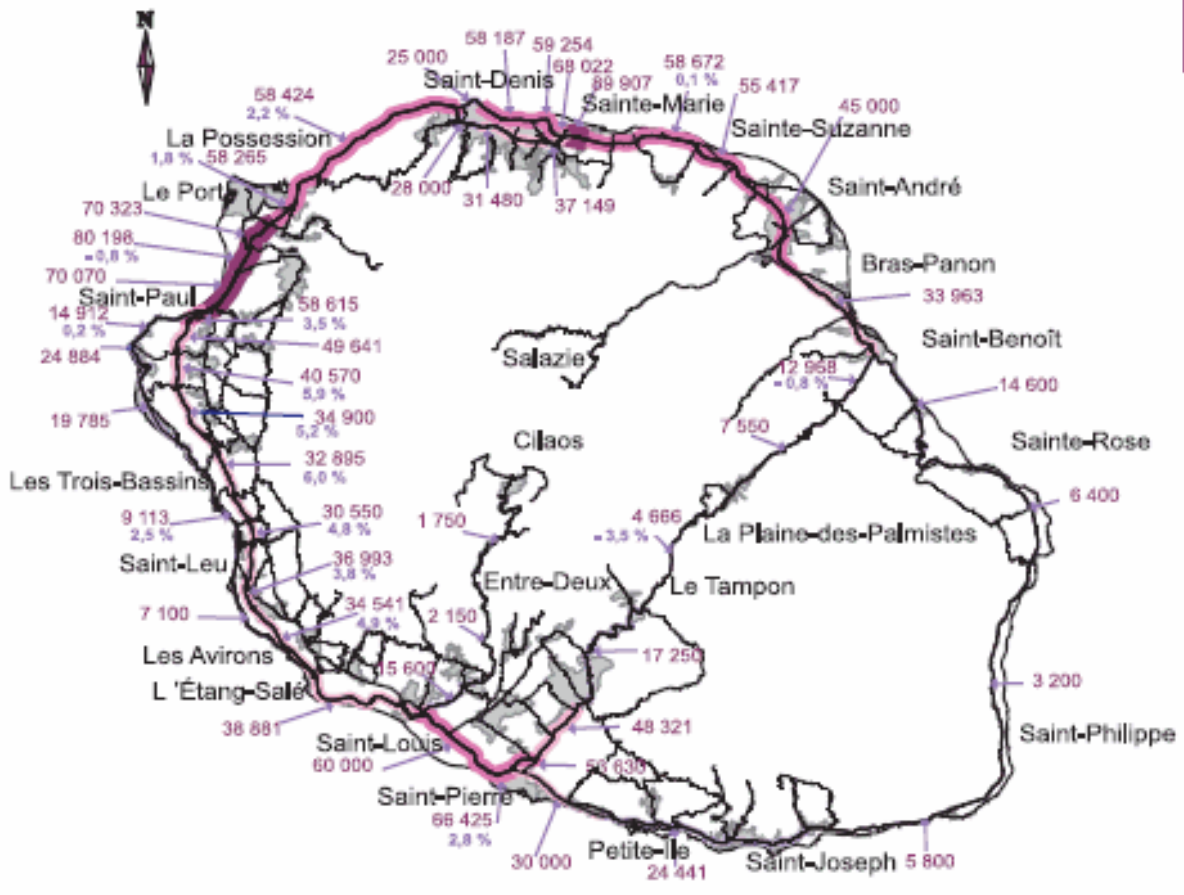 N
58 187
59 254
25 000
68 022
58 672
Saint-Denis
89 907
0,1 %
55 417
58 424
Sainte-Marie
2,2 %
45 000
La Possession
Sainte-Suzanne
1,8 %
58 265
28 000
31 480
37 149
Saint-André
Le Port
70 323
80 198
-0,8 %
Bras-Panon
70 070
33 963
Saint-Paul
58 615
14 912
3,5 %
0,2 %
49 641
Saint-Benoît
24 884
Salazie
12 968
-0,8 %
40 570
14 600
5,9 %
19 785
34 900
7 550
5,2 %
Cilaos
Sainte-Rose
32 895
Les Trois-Bassins
6,0 %
6 400
9 113
30 550
1 750
4 666
2,5 %
4,8 %
-3,5 %
La Plaine-des-Palmistes
Saint-Leu
36 993
3,8 %
Entre-Deux
Le Tampon
7 100
34 541
2 150
4,9 %
Les Avirons
17 250
15 600
L 'Étang-Salé
3 200
38 881
48 321
Saint-Philippe
Saint-Louis
60 000
Saint-Pierre
66 425
2,8 %
30 000
Petite-Ile
24 441
Saint-Joseph
5 800